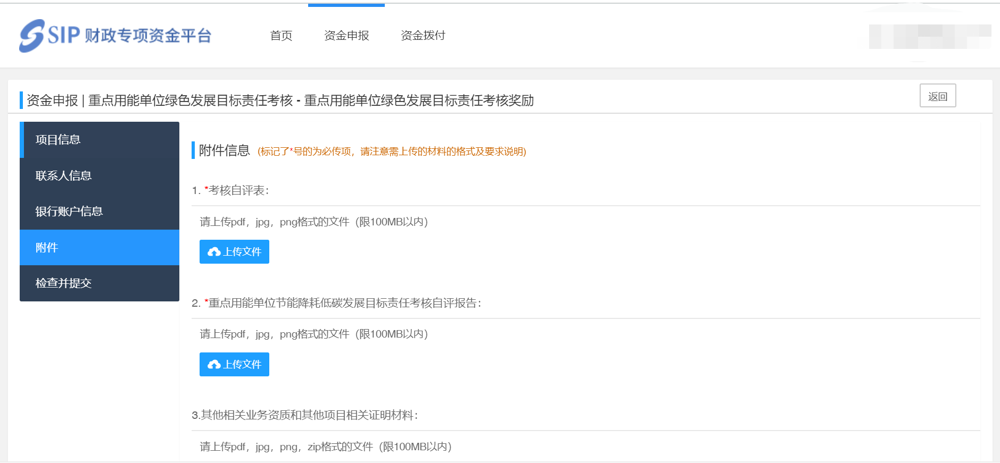 SIP 财政专项资金平台
首页 资金申报 资金拨付
资金申报 | 重点用能单位绿色发展目标责任考核 - 重点用能单位绿色发展目标责任考核奖励
返回
项目信息
联系人信息
银行账户信息
附件
检查并提交
附件信息 (标记了*号的为必传项，请注意需上传的材料的格式及要求说明)
1. *考核自评表：
请上传pdf，jpg，png格式的文件（限100MB以内）
上传文件
2. *重点用能单位节能降耗低碳发展目标责任考核自评报告：
请上传pdf，jpg，png格式的文件（限100MB以内）
上传文件
3.其他相关业务资质和其他项目相关证明材料：
请上传pdf，jpg，png，zip格式的文件（限100MB以内）